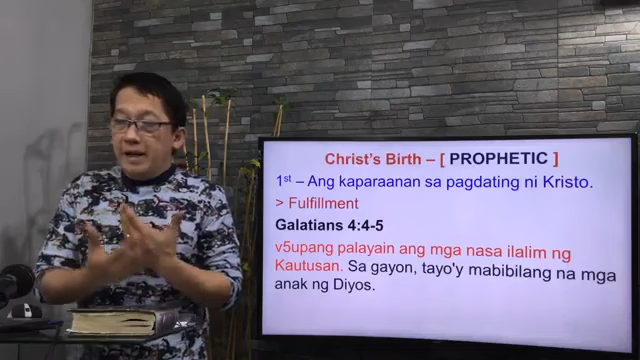 Christ's Birth – [ PROPHETIC ]
1st – Ang kaparaanan sa pagdating ni Kristo.
> Fulfillment
Galatians 4:4-5
v5upang palayain ang mga nasa ilalim ng
Kautusan. Sa gayon, tayo'y mabibilang na mga
anak ng Diyos.